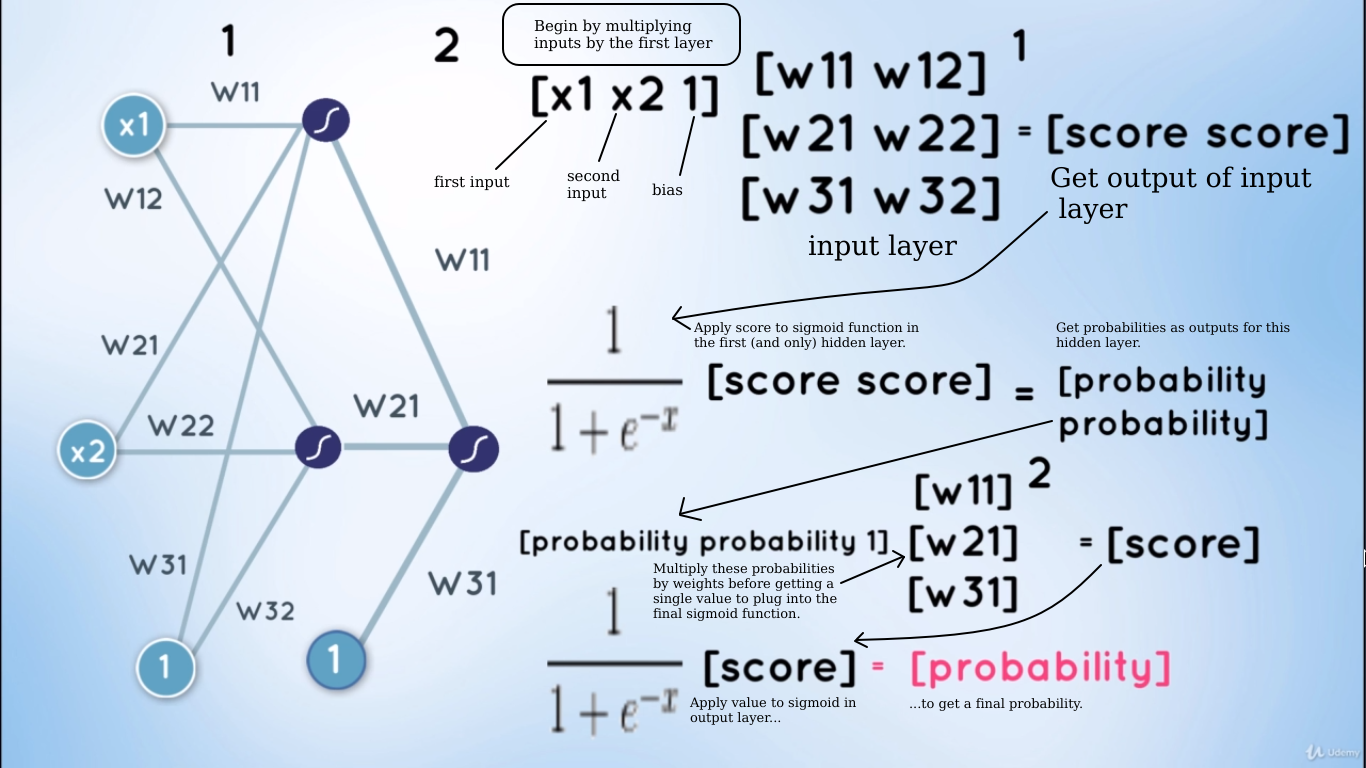 1
2
Begin by multiplying
inputs by the first layer
W11
x1
W12
W21
W22
x2
W31
W32
1
W11
W21
W31
1
[x1 x2 1]
first input
second
input
bias
[w11 w12] 1
[w21 w22] = [score score]
[w31 w32]
input layer
Get output of input
layer
1
1+e^-x
Apply score to sigmoid function in
the first (and only) hidden layer.
[score score] =
Get probabilities as outputs for this
hidden layer.
[probability
probability]
[probability probability 1]
[w11] 2
[w21] = [score]
[w31]
Multiply these probabilities
by weights before getting a
single value to plug into the
final sigmoid function.
1
1+e^-x
[score] = [probability]
Apply value to sigmoid in
output layer...
...to get a final probability.
Udemy